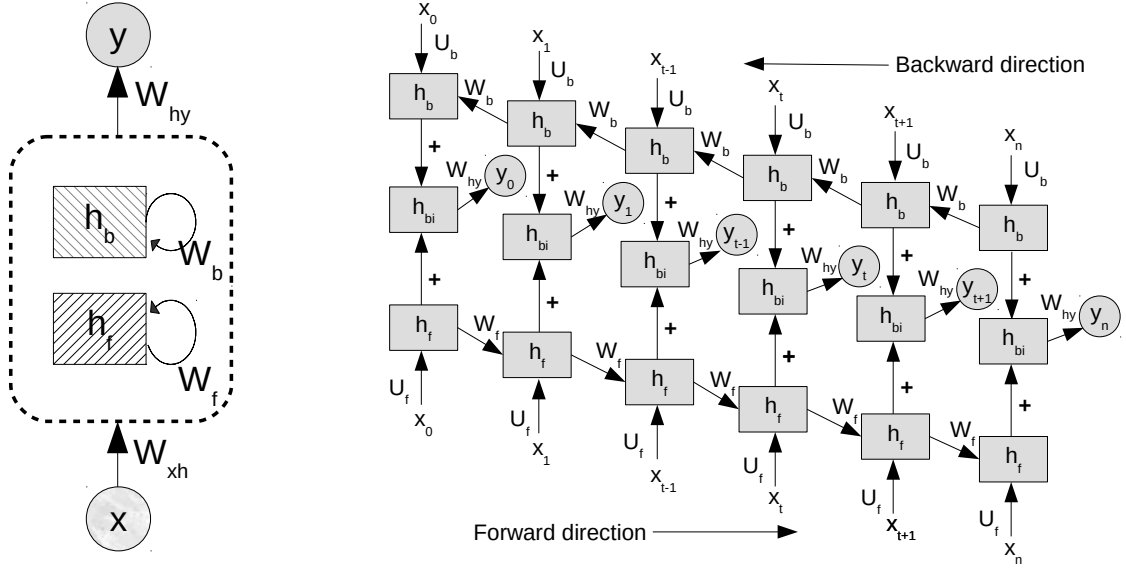 y
W_hy
h_b
W_b
h_f
W_f
W_xh
x
x_0
x_1
x_t-1
x_t
x_t+1
x_n
Backward direction
U_b
U_b
U_b
U_b
U_b
U_b
h_b
W_b
h_b
W_b
h_b
W_b
h_b
W_b
h_b
W_b
h_b
+
+
+
+
+
+
h_bi
W_hy
y_0
h_bi
W_hy
y_1
h_bi
W_hy
y_t-1
h_bi
W_hy
y_t
h_bi
W_hy
y_t+1
h_bi
W_hy
y_n
+
+
+
+
+
+
h_f
W_f
h_f
W_f
h_f
W_f
h_f
W_f
h_f
W_f
h_f
U_f
U_f
U_f
U_f
U_f
U_f
x_0
x_1
x_t-1
x_t
x_t+1
x_n
Forward direction